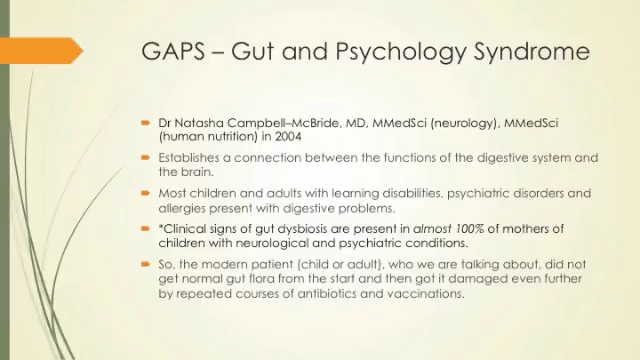 GAPS – Gut and Psychology Syndrome
Dr Natasha Campbell–McBride, MD, MMedSci (neurology), MMedSci
(human nutrition) in 2004
Establishes a connection between the functions of the digestive system and
the brain.
Most children and adults with learning disabilities, psychiatric disorders and
allergies present with digestive problems.
*Clinical signs of gut dysbiosis are present in almost 100% of mothers of
children with neurological and psychiatric conditions.
So, the modern patient (child or adult), who we are talking about, did not
get normal gut flora from the start and then got it damaged even further
by repeated courses of antibiotics and vaccinations.